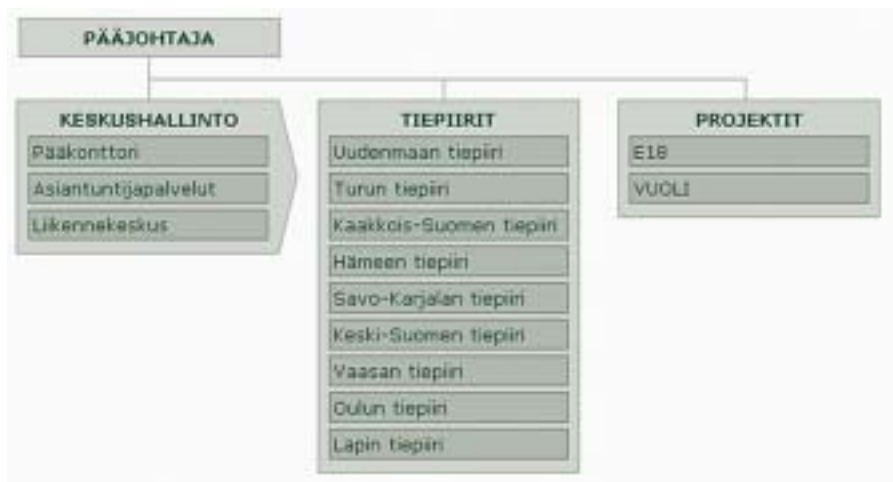 PÄÄJOHTAJA
KESKUSHALLINTO
Pääkonttori
Asiantuntijapalvelut
Liikennekeskus
TIEPIIRIT
Uudenmaan tiepiiri
Turun tiepiiri
Kaakkois-Suomen tiepiiri
Hämeen tiepiiri
Savo-Karjalan tiepiiri
Keski-Suomen tiepiiri
Vaasan tiepiiri
Oulun tiepiiri
Lapin tiepiiri
PROJEKTIT
E18
VUOLI